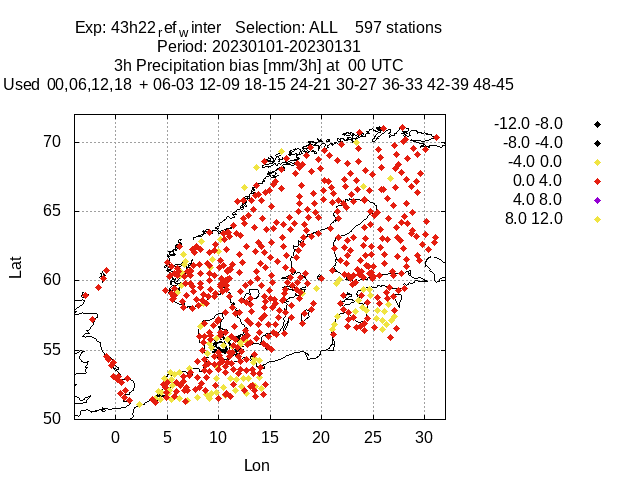 Exp: 43h22ref winter   Selection: ALL    597 stations
Period: 20230101-20230131
3h Precipitation bias [mm/3h] at  00 UTC
Used  00,06,12,18  + 06-03 12-09 18-15 24-21 30-27 36-33 42-39 48-45
-12.0 -8.0
-8.0 -4.0
-4.0 0.0
0.0 4.0
4.0 8.0
8.0 12.0
70
65
60
55
50
Lat
0 5 10 15 20 25 30
Lon